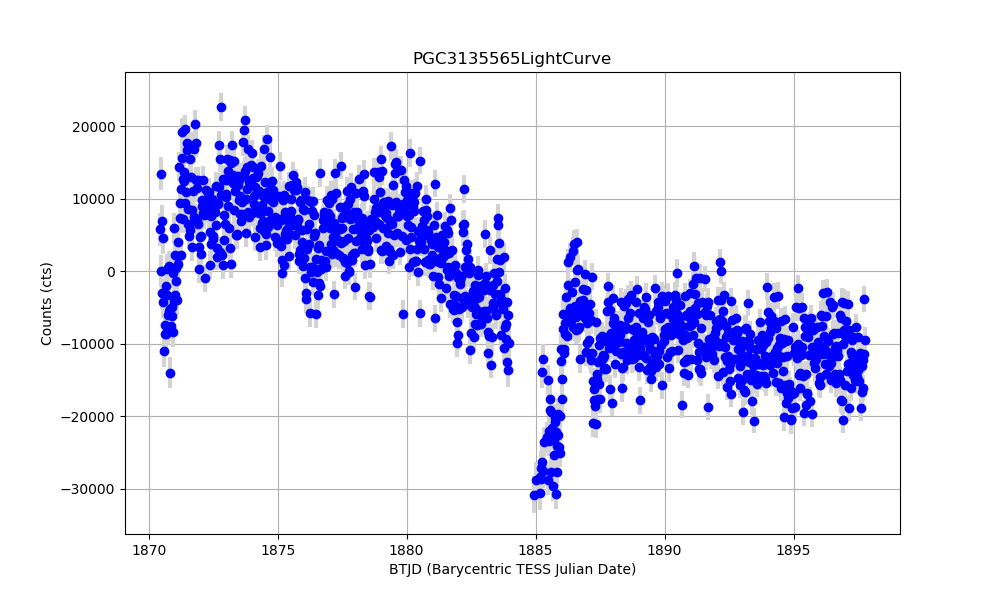 PGC3135565LightCurve
20000
10000
0
−10000
−20000
−30000
Counts (cts)
1870 1875 1880 1885 1890 1895
BTJD (Barycentric TESS Julian Date)